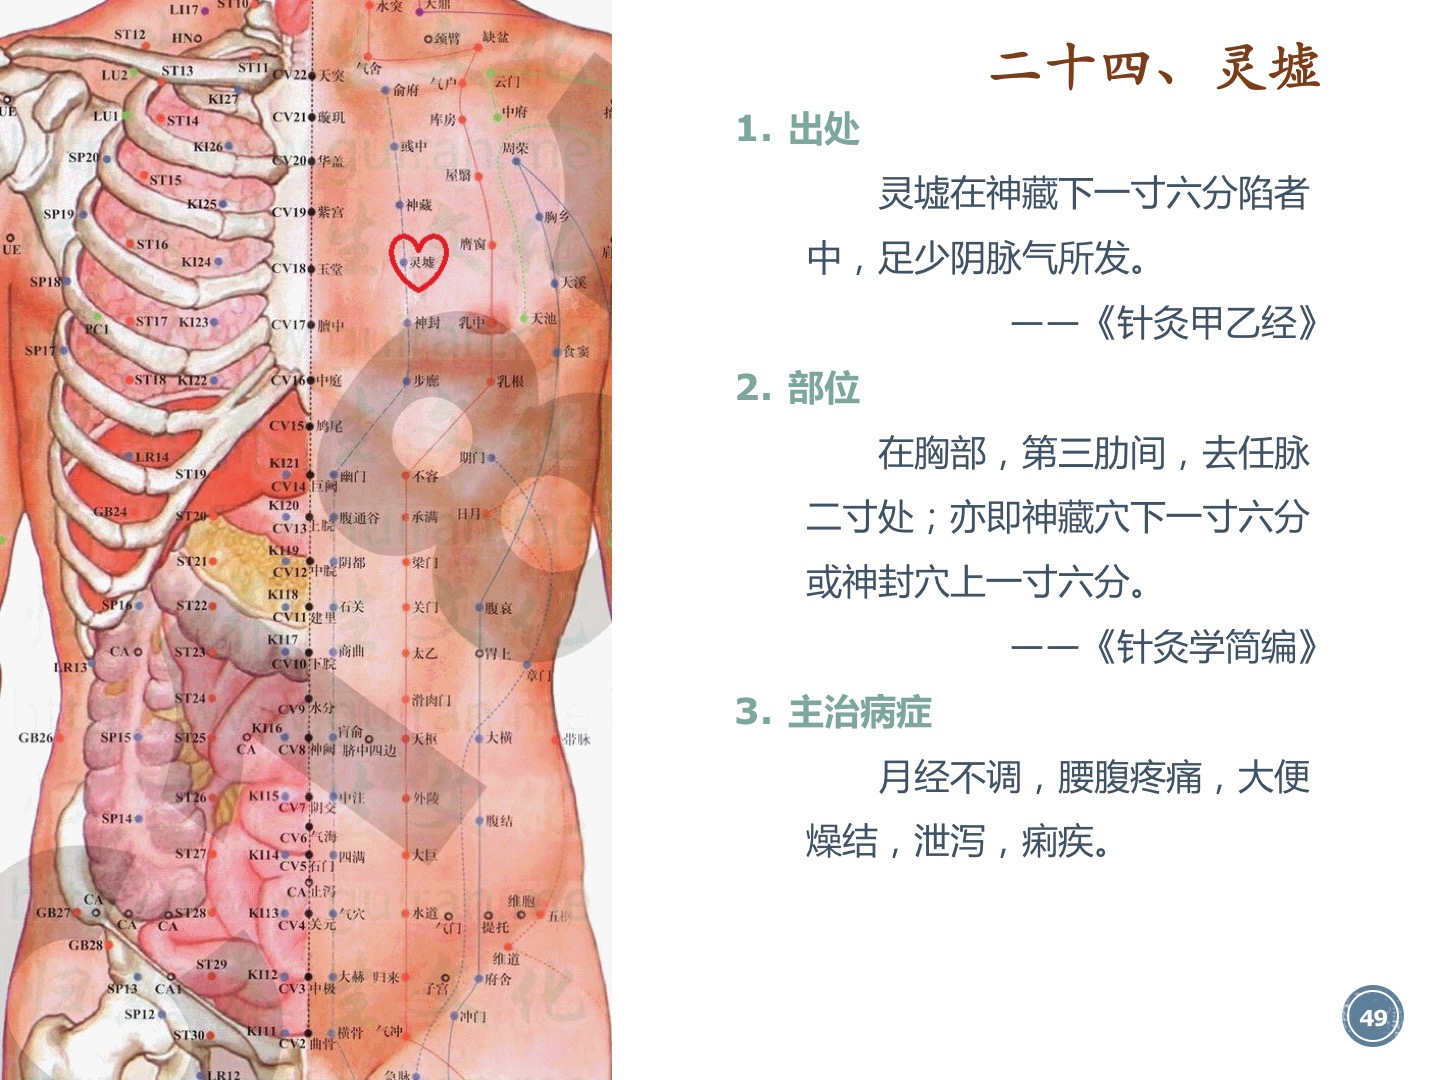 二十四、灵墟
1. 出处
灵墟在神藏下一寸六分陷者
中，足少阴脉气所发。
——《针灸甲乙经》
2. 部位
在胸部，第三肋间，去任脉
二寸处；亦即神藏穴下一寸六分
或神封穴上一寸六分。
——《针灸学简编》
3. 主治病症
月经不调，腰腹疼痛，大便
燥结，泄泻，痢疾。
49
LI17 ST10 水突 大鼎
ST12 HN 颈臂 缺盆
LU2 ST13 ST11 CV22 天突 气舍 气户 云门
KI27 俞府
UE LU1 ST14 CV21 璇玑 库房 中府
KI26 彧中 周荣
SP20 CV20 华盖
ST15 屋翳
SP19 KI25 CV19 紫宫 神藏 胸乡
UE ST16 膺窗
KI24 CV18 玉堂 灵墟
SP18 天溪
PC1 ST17 KI23 CV17 膻中 神封 乳中 天池
SP17 食窦
ST18 KI22 CV16 中庭 步廊 乳根
CV15 鸠尾
LR14 KI21 期门
ST19 CV14 巨阙 幽门 不容
GB24 ST20 KI20 CV13 上脘 腹通谷 承满 日月
ST21 KI19 CV12 中脘 阴都 梁门
SP16 ST22 KI18 CV11 建里 石关 关门 腹哀
CA ST23 KI17 CV10 下脘 商曲 太乙 胃上
LR13 章门
ST24 CV9 水分 滑肉门
GB26 SP15 ST25 CA KI16 CV8 神阙 肓俞 脐中四边 天枢 大横 带脉
ST26 KI15 CV7 阴交 中注 外陵
SP14 CV6 气海 腹结
ST27 KI14 CV5 石门 四满 大巨
CA 止泻
CA 维胞
GB27 CA CA ST28 KI13 CV4 关元 气穴 水道 气门 提托 五枢
GB28 维道
ST29
SP13 CA1 KI12 CV3 中极 大赫 归来 子宫 府舍
SP12 冲门
ST30 KI11 CV2 曲骨 横骨 气冲
LR12 急脉